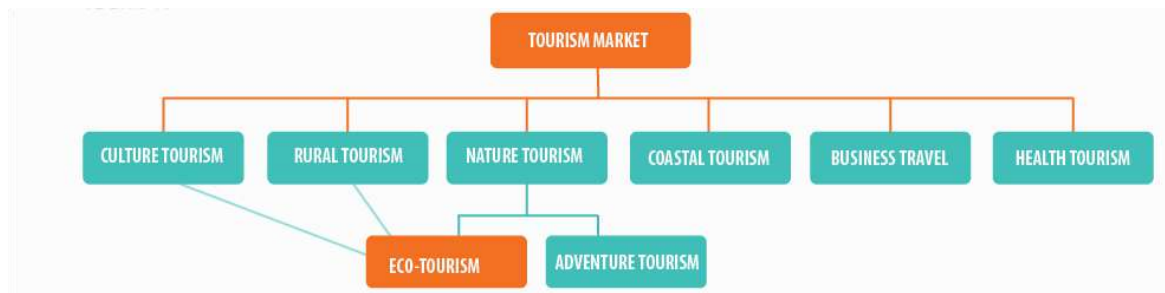 TOURISM MARKET
CULTURE TOURISM
RURAL TOURISM
NATURE TOURISM
COASTAL TOURISM
BUSINESS TRAVEL
HEALTH TOURISM
ECO-TOURISM
ADVENTURE TOURISM